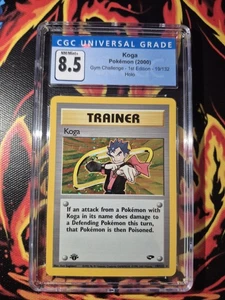 CGC UNIVERSAL GRADE
NM/Mint+
8.5
Koga
Pokémon (2000)
Gym Challenge - 1st Edition - 19/132
Holo
TRAINER
Koga
If an attack from a Pokémon with
Koga in its name does damage to
a Defending Pokémon this turn,
that Pokémon is then Poisoned.